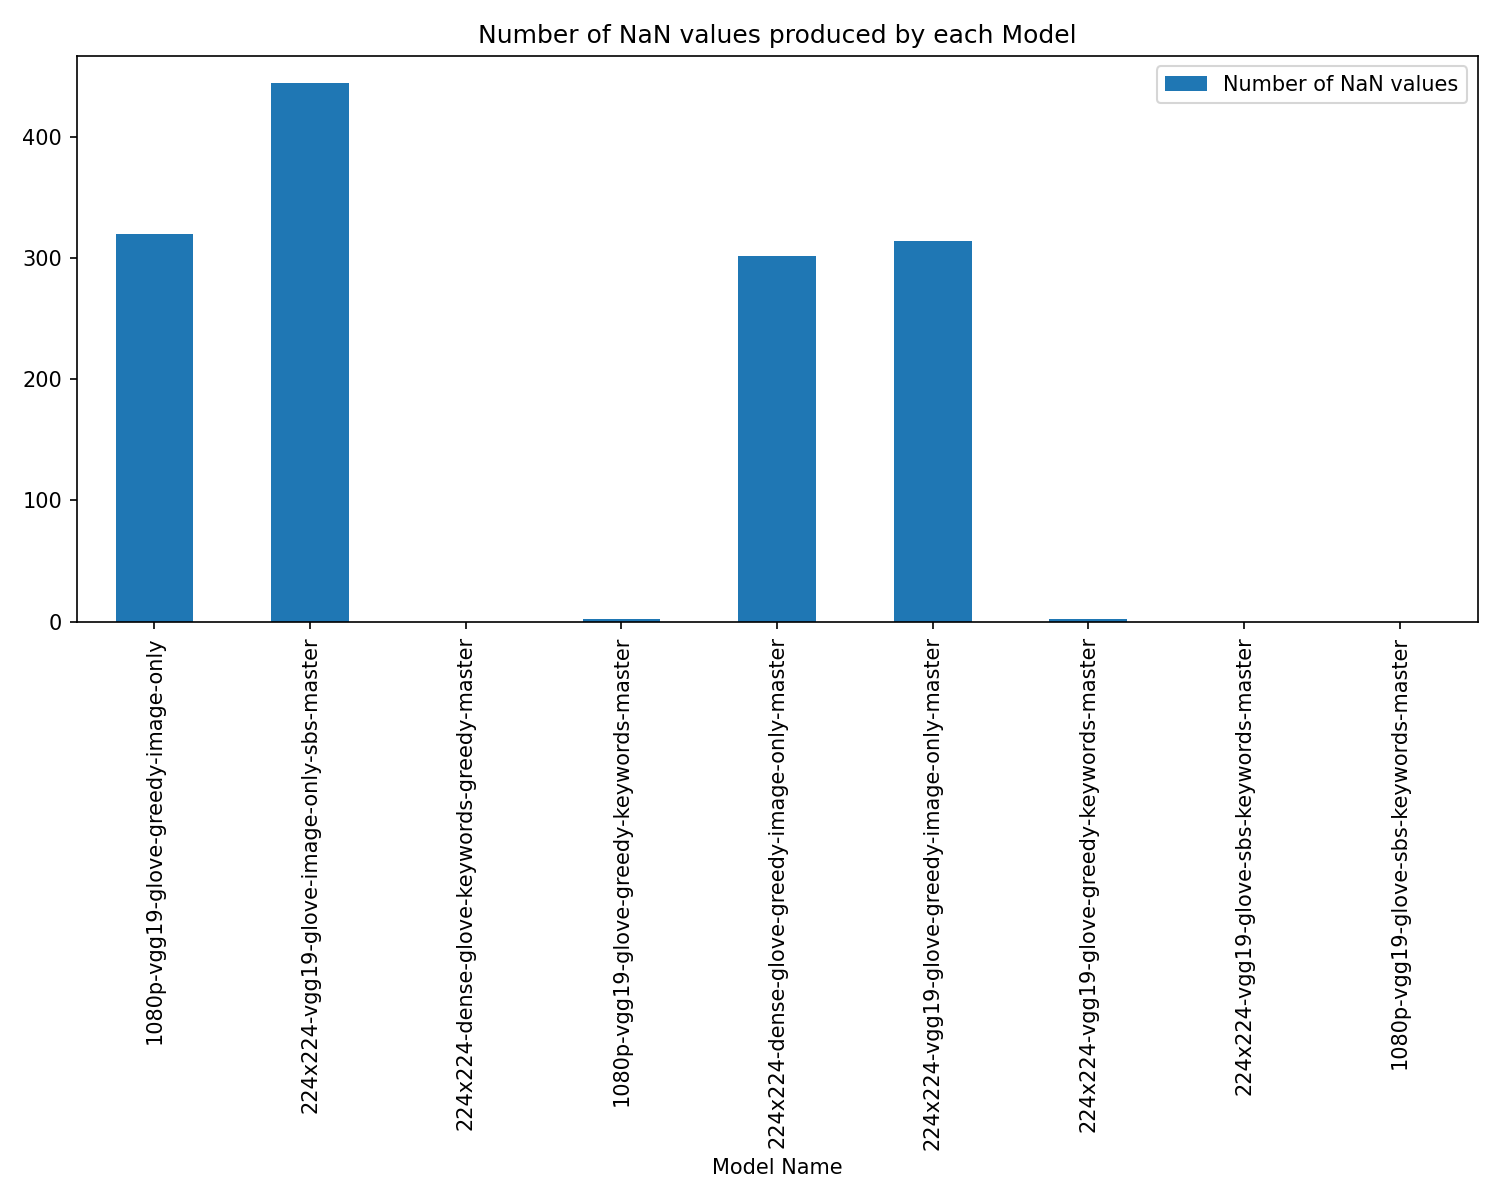 Number of NaN values produced by each Model
Number of NaN values
400
300
200
100
0
1080p-vgg19-glove-greedy-image-only
224x224-vgg19-glove-image-only-sbs-master
224x224-dense-glove-keywords-greedy-master
1080p-vgg19-glove-greedy-keywords-master
224x224-dense-glove-greedy-image-only-master
224x224-vgg19-glove-greedy-image-only-master
224x224-vgg19-glove-greedy-keywords-master
224x224-vgg19-glove-sbs-keywords-master
1080p-vgg19-glove-sbs-keywords-master
Model Name